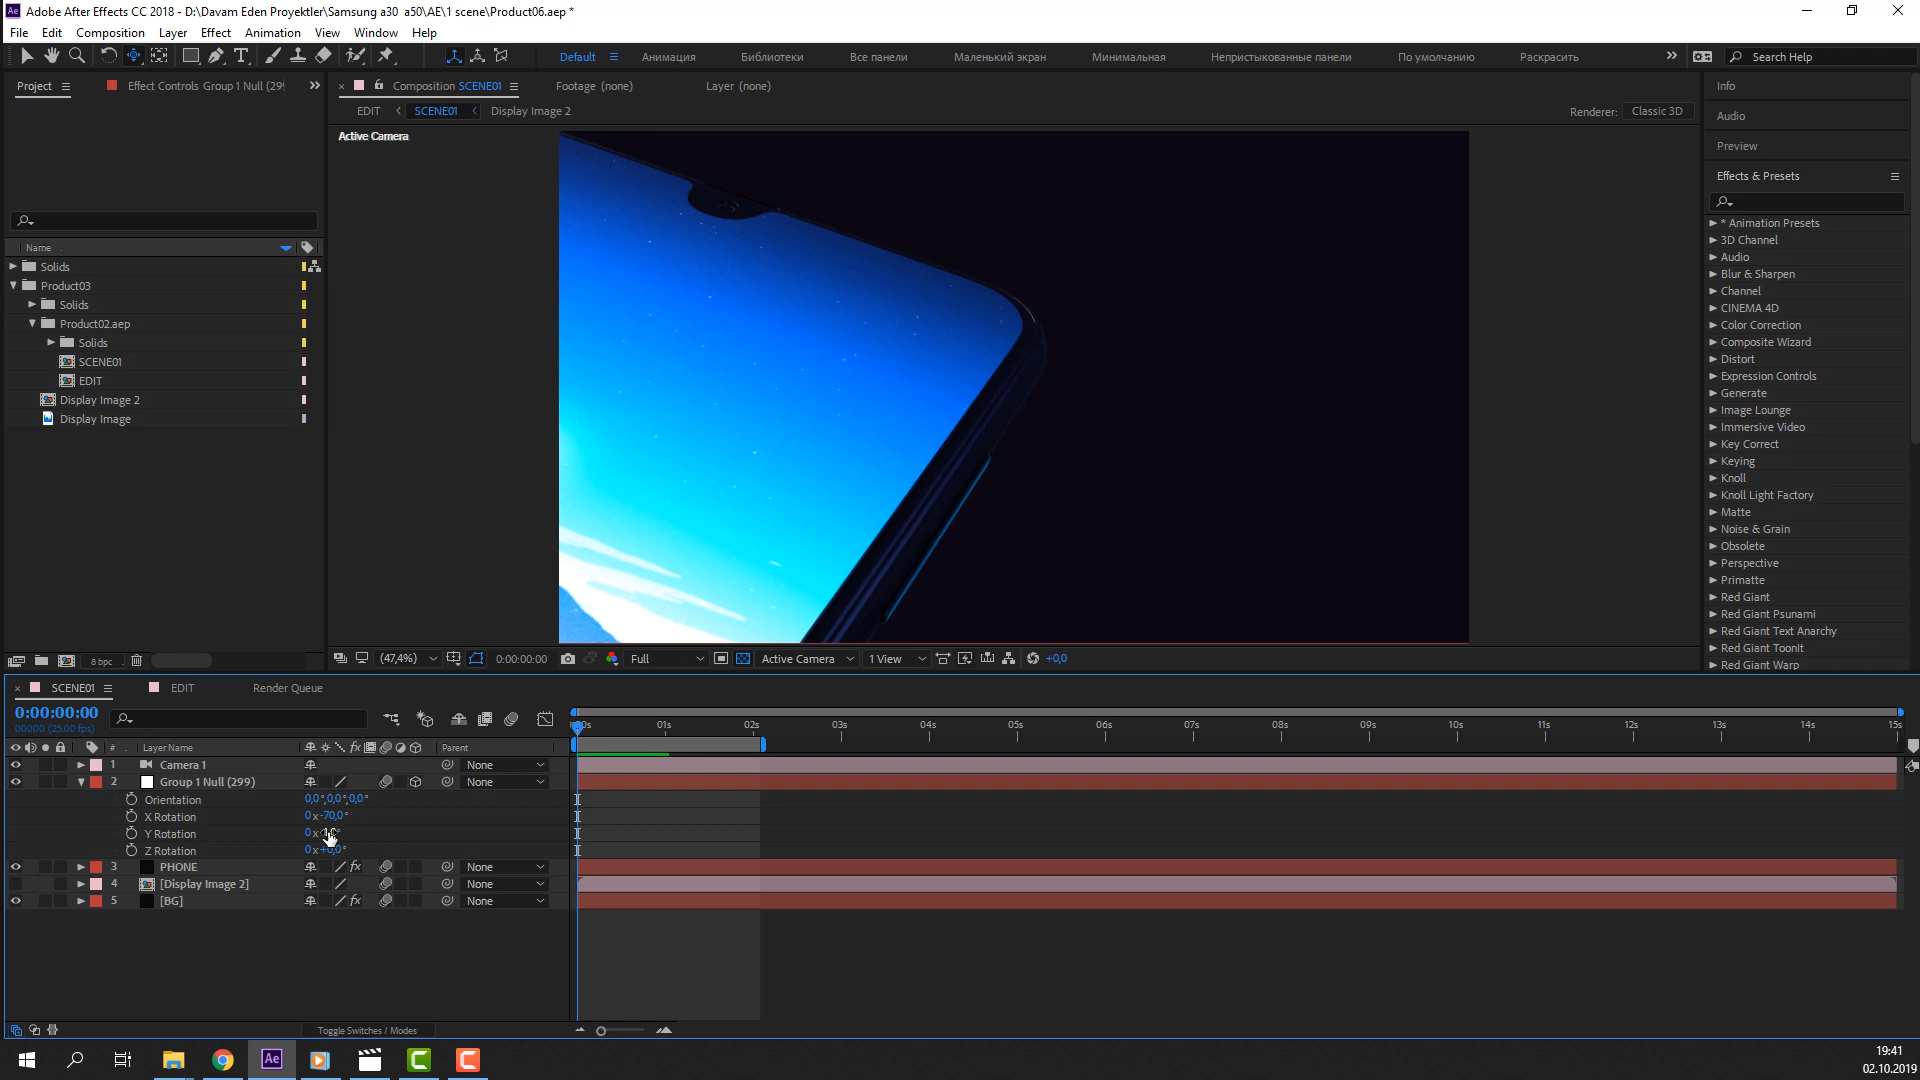 Adobe After Effects CC 2018 - D:\Davam Eden Proyektler\Samsung a30 a50\AE\1 scene\Product06.aep *
File Edit Composition Layer Effect Animation View Window Help
Default Анимация Библиотеки Все панели Маленький экран Минимальная Непристыкованные панели По умолчанию Раскрасить Search Help
Project Effect Controls Group 1 Null (29
Composition SCENE01 Footage (none) Layer (none)
EDIT SCENE01 Display Image 2 Renderer: Classic 3D
Active Camera
Name
Solids
Product03
Solids
Product02.aep
Solids
SCENE01
EDIT
Display Image 2
Display Image
8 bpc
(47,4%) 0:00:00:00 Full Active Camera 1 View +0,0
Info
Audio
Preview
Effects & Presets
* Animation Presets
3D Channel
Audio
Blur & Sharpen
Channel
CINEMA 4D
Color Correction
Composite Wizard
Distort
Expression Controls
Generate
Image Lounge
Immersive Video
Key Correct
Keying
Knoll
Knoll Light Factory
Matte
Noise & Grain
Obsolete
Perspective
Primatte
Red Giant
Red Giant Psunami
Red Giant Text Anarchy
Red Giant ToonIt
Red Giant Warp
SCENE01 EDIT Render Queue
0:00:00:00
00000 (25.00 fps)
01s 02s 03s 04s 05s 06s 07s 08s 09s 10s 11s 12s 13s 14s 15s
# Layer Name Parent
1 Camera 1 None
2 Group 1 Null (299) None
Orientation 0,0°,0,0°,0,0°
X Rotation 0x-70,0°
Y Rotation 0x
Z Rotation 0x+0,0°
3 PHONE fx None
4 [Display Image 2] None
5 [BG] fx None
Toggle Switches / Modes
Ae
19:41
02.10.2019